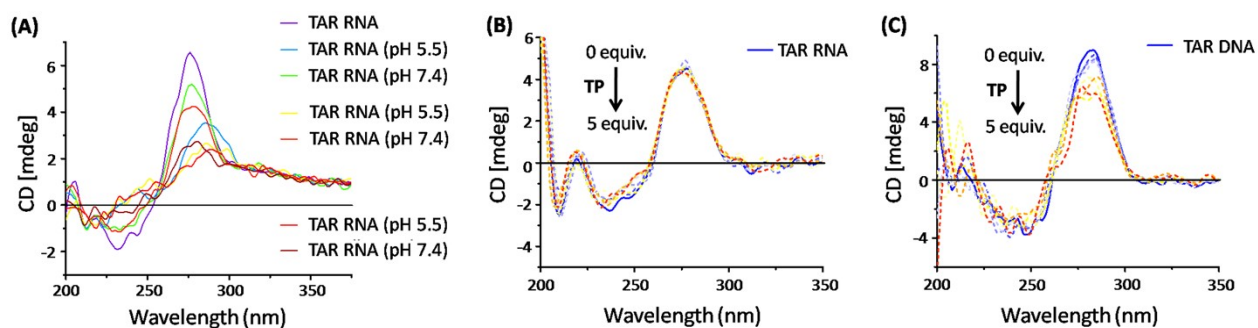 (A)
TAR RNA
TAR RNA (pH 5.5)
TAR RNA (pH 7.4)
TAR RNA (pH 5.5)
TAR RNA (pH 7.4)
TAR RNA (pH 5.5)
TAR RNA (pH 7.4)
CD [mdeg]
6
4
2
0
-2
200 250 300 350
Wavelength (nm)
(B)
0 equiv.
TP
5 equiv.
TAR RNA
CD [mdeg]
6
4
2
0
-2
-4
200 250 300 350
Wavelength (nm)
(C)
0 equiv.
TP
5 equiv.
TAR DNA
CD [mdeg]
8
4
0
-4
200 250 300 350
Wavelength (nm)